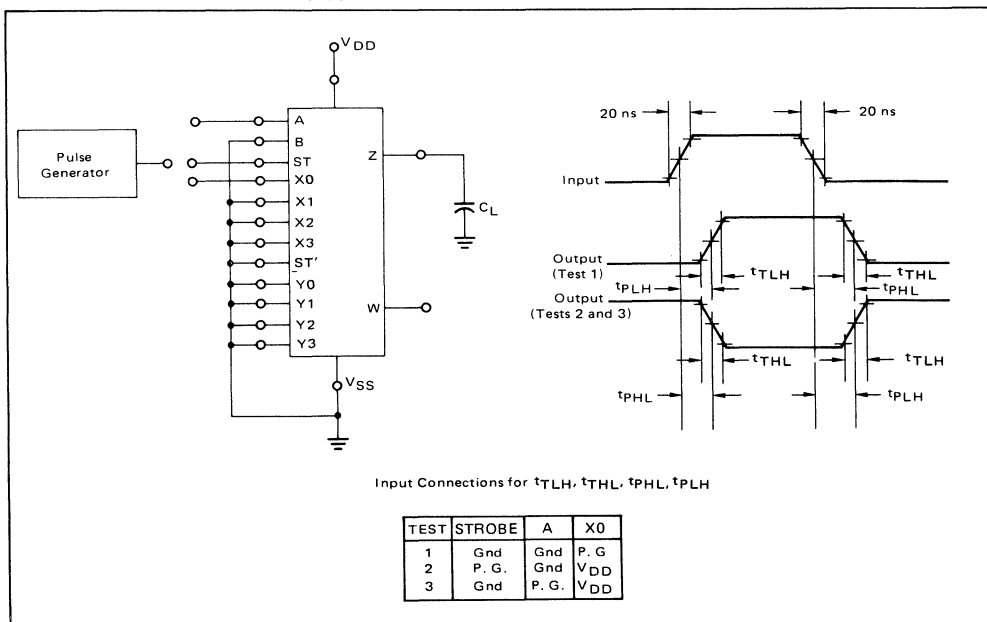 VDD
Pulse
Generator
A
B
ST
X0
X1
X2
X3
ST'
Y0
Y1
Y2
Y3
Z
W
CL
VSS
20 ns
20 ns
Input
Output
(Test 1)
tTLH
tTHL
tPLH
tPHL
Output
(Tests 2 and 3)
tTHL
tTLH
tPHL
tPLH
Input Connections for tTLH, tTHL, tPHL, tPLH
TEST STROBE A X0
1 Gnd Gnd P. G
2 P. G. Gnd VDD
3 Gnd P. G. VDD